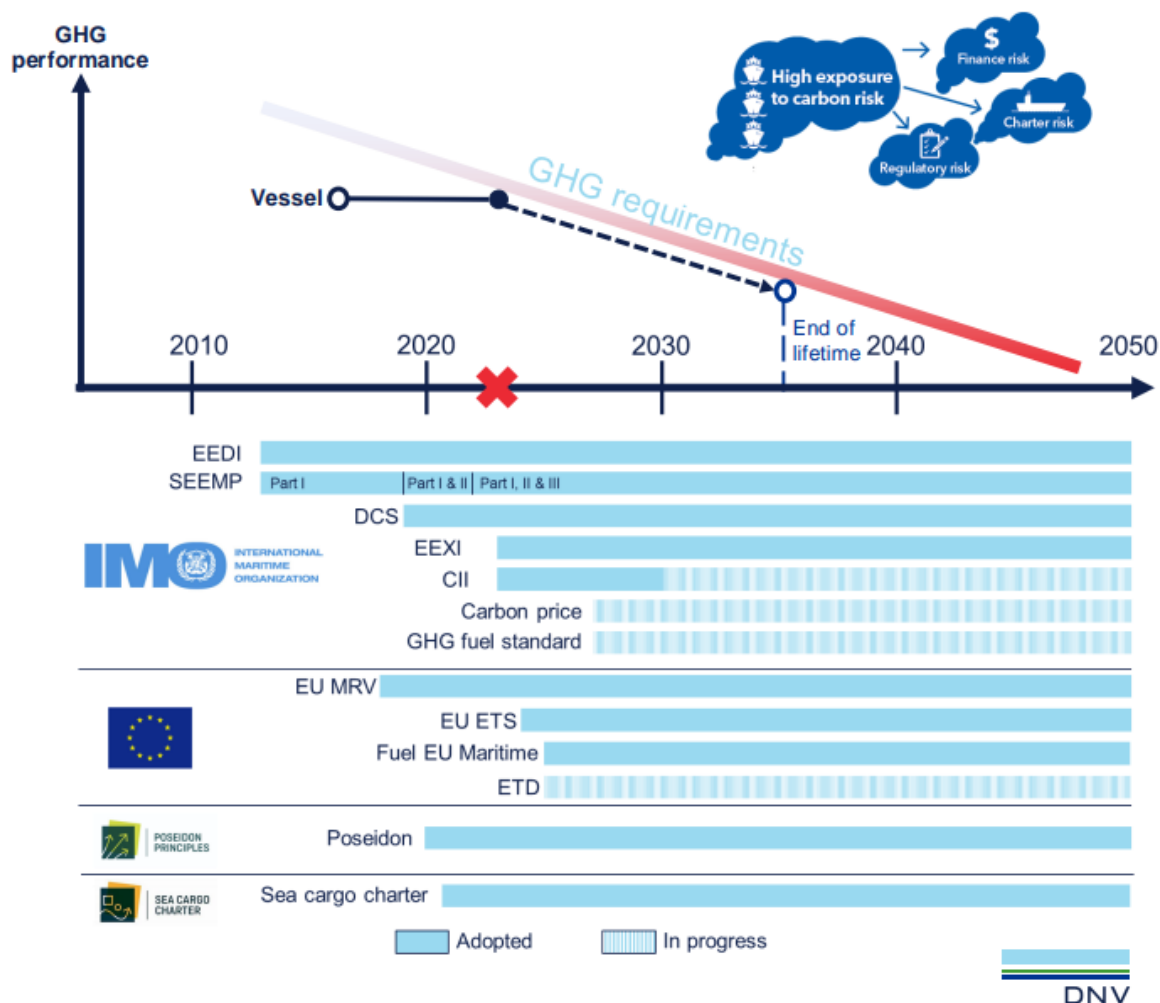 GHG
performance
$
Finance risk
High exposure
to carbon risk
Charter risk
Regulatory risk
GHG requirements
Vessel
End of
lifetime
2010
2020
2030
2040
2050
EEDI
SEEMP
Part I
Part I & II
Part I, II & III
DCS
EEXI
CII
Carbon price
GHG fuel standard
IMO
INTERNATIONAL
MARITIME
ORGANIZATION
EU MRV
EU ETS
Fuel EU Maritime
ETD
POSEIDON
PRINCIPLES
Poseidon
SEA CARGO
CHARTER
Sea cargo charter
Adopted
In progress
DNV